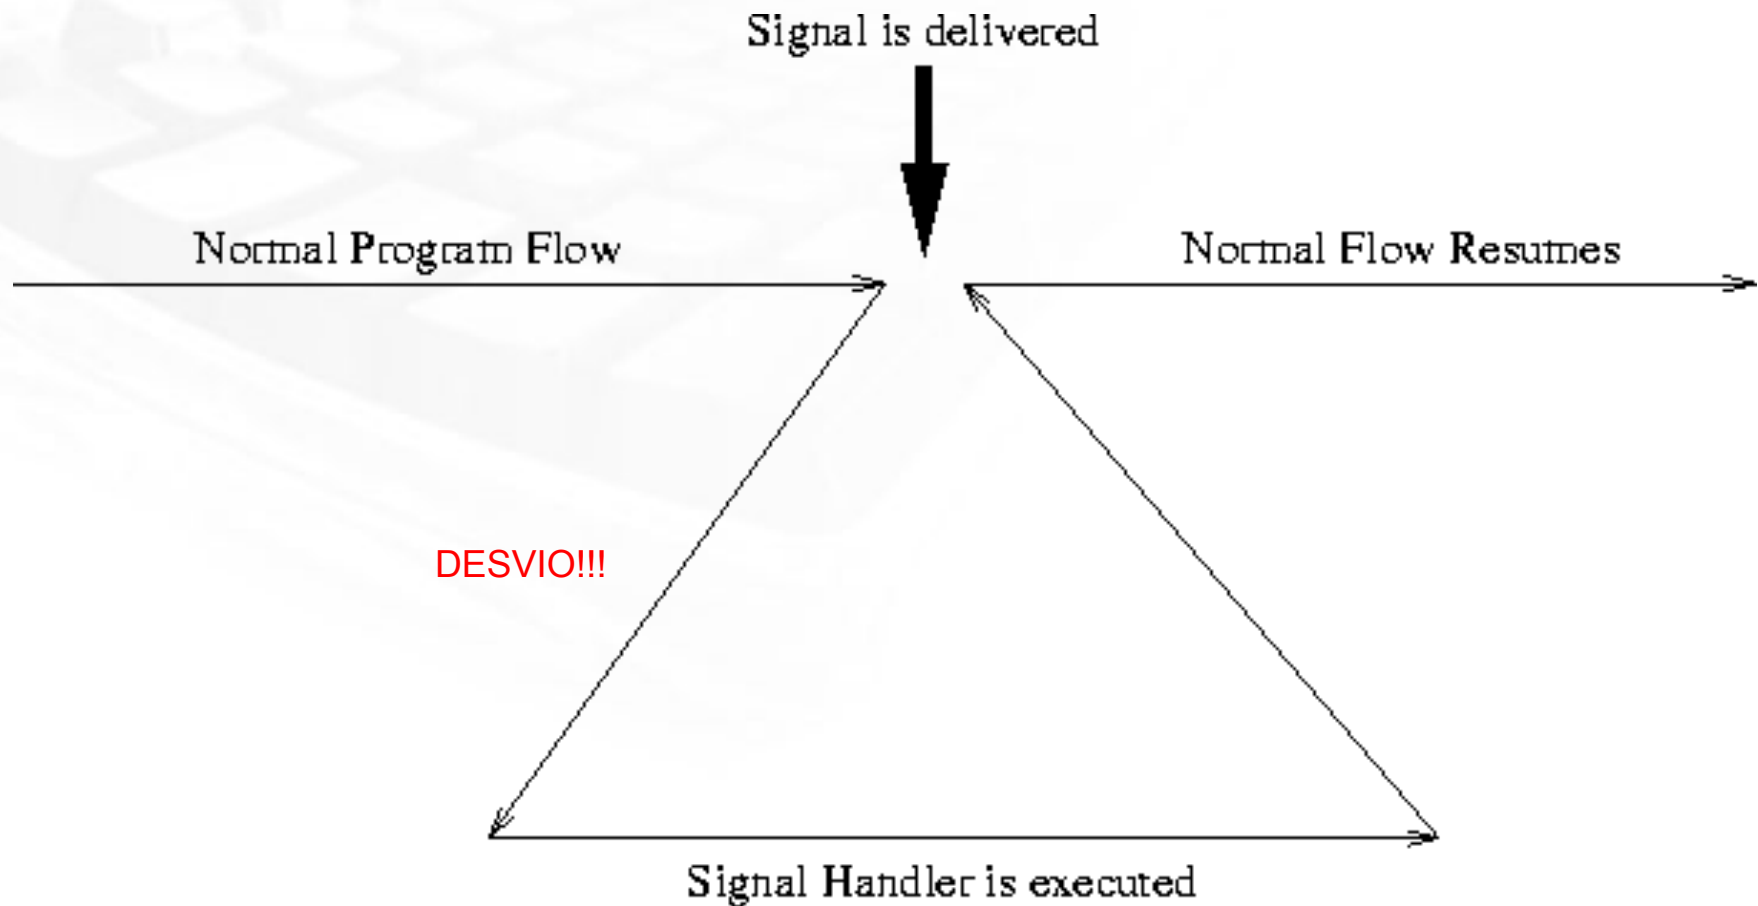 Signal is delivered
Normal Program Flow
Normal Flow Resumes
DESVIO!!!
Signal Handler is executed